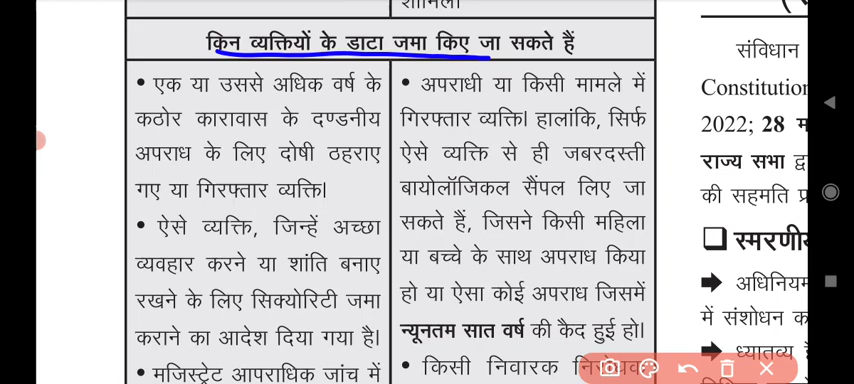 शामिल।
किन व्यक्तियों के डाटा जमा किए जा सकते हैं
• एक या उससे अधिक वर्ष के
कठोर कारावास के दण्डनीय
अपराध के लिए दोषी ठहराए
गए या गिरफ्तार व्यक्ति।
• ऐसे व्यक्ति, जिन्हें अच्छा
व्यवहार करने या शांति बनाए
रखने के लिए सिक्योरिटी जमा
कराने का आदेश दिया गया है।
• मजिस्ट्रेट आपराधिक जांच में
• अपराधी या किसी मामले में
गिरफ्तार व्यक्ति। हालांकि, सिर्फ
ऐसे व्यक्ति से ही जबरदस्ती
बायोलॉजिकल सैंपल लिए जा
सकते हैं, जिसने किसी महिला
या बच्चे के साथ अपराध किया
हो या ऐसा कोई अपराध जिसमें
न्यूनतम सात वर्ष की कैद हुई हो।
• किसी निवारक
संविधान
Constitution
2022; 28
राज्य सभा
की सहमति
❑ स्मरणीय
➡ अधिनियम
में संशोधन
➡ ध्यातव्य